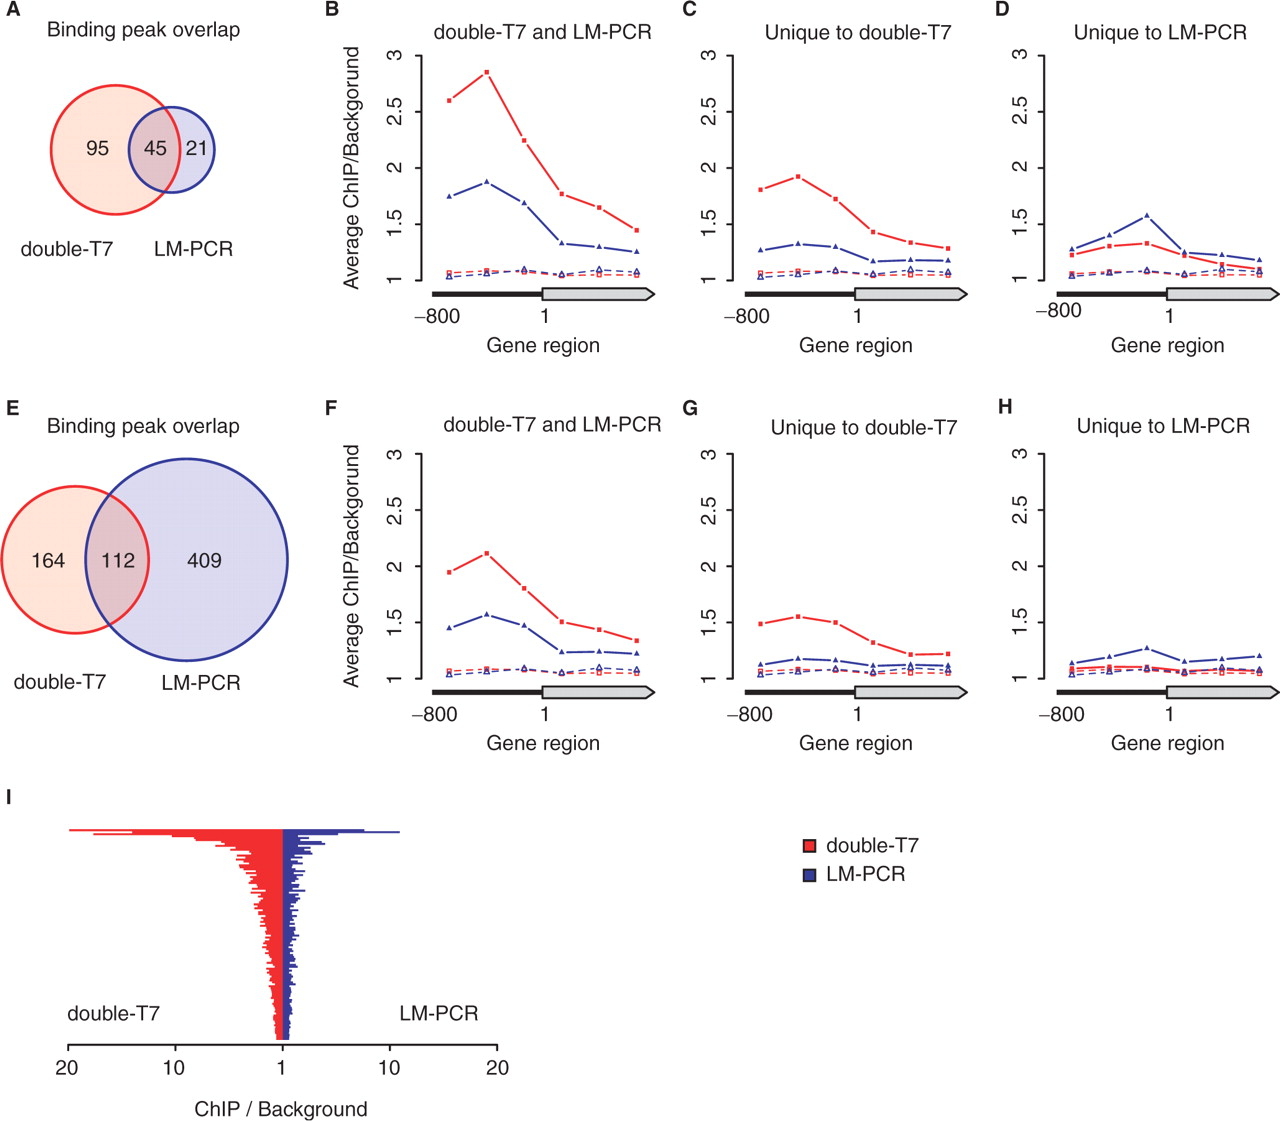 A
Binding peak overlap
95 45 21
double-T7 LM-PCR
B
double-T7 and LM-PCR
Average ChIP/Backgorund
3
2.5
2
1.5
1
−800 1
Gene region
C
Unique to double-T7
3
2.5
2
1.5
1
−800 1
Gene region
D
Unique to LM-PCR
3
2.5
2
1.5
1
−800 1
Gene region
E
Binding peak overlap
164 112 409
double-T7 LM-PCR
F
double-T7 and LM-PCR
Average ChIP/Backgorund
3
2.5
2
1.5
1
−800 1
Gene region
G
Unique to double-T7
3
2.5
2
1.5
1
−800 1
Gene region
H
Unique to LM-PCR
3
2.5
2
1.5
1
−800 1
Gene region
I
double-T7 LM-PCR
20 10 1 10 20
ChIP / Background
double-T7
LM-PCR